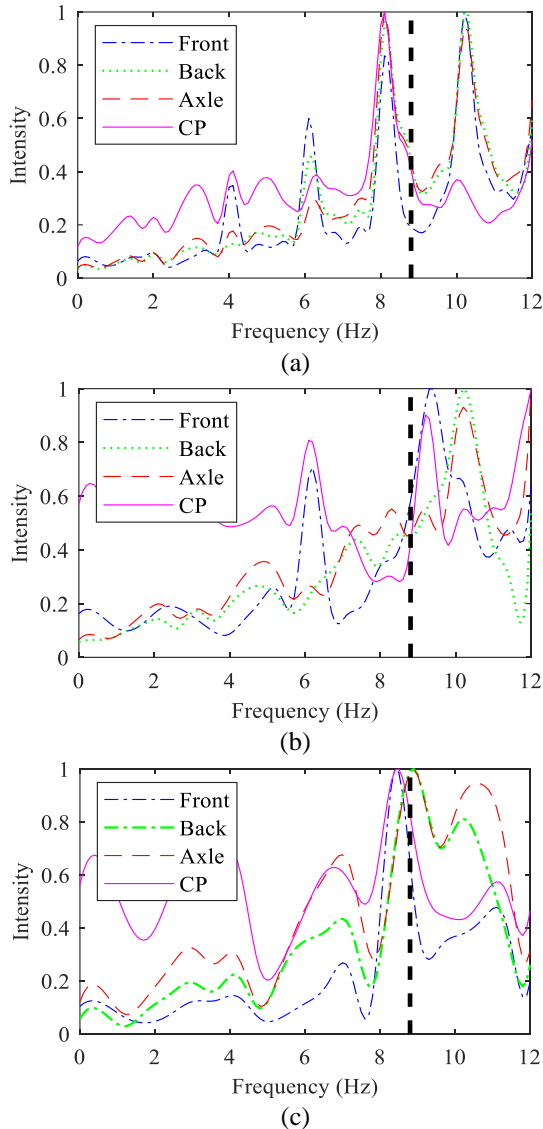 1
0.8
0.6
0.4
0.2
0
Intensity
Front
Back
Axle
CP
0 2 4 6 8 10 12
Frequency (Hz)
(a)
1
0.8
0.6
0.4
0.2
0
Intensity
Front
Back
Axle
CP
0 2 4 6 8 10 12
Frequency (Hz)
(b)
1
0.8
0.6
0.4
0.2
0
Intensity
Front
Back
Axle
CP
0 2 4 6 8 10 12
Frequency (Hz)
(c)